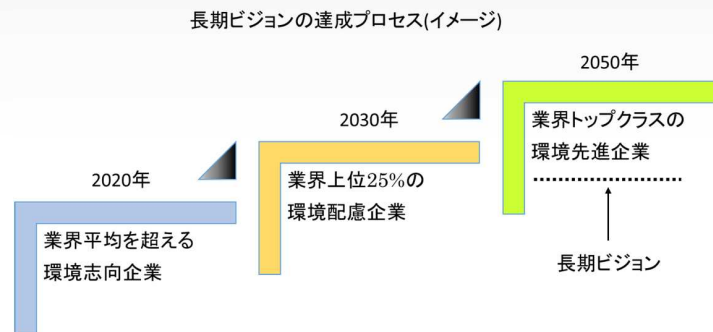 長期ビジョンの達成プロセス(イメージ)
2020年
業界平均を超える
環境志向企業
2030年
業界上位25%の
環境配慮企業
2050年
業界トップクラスの
環境先進企業
長期ビジョン